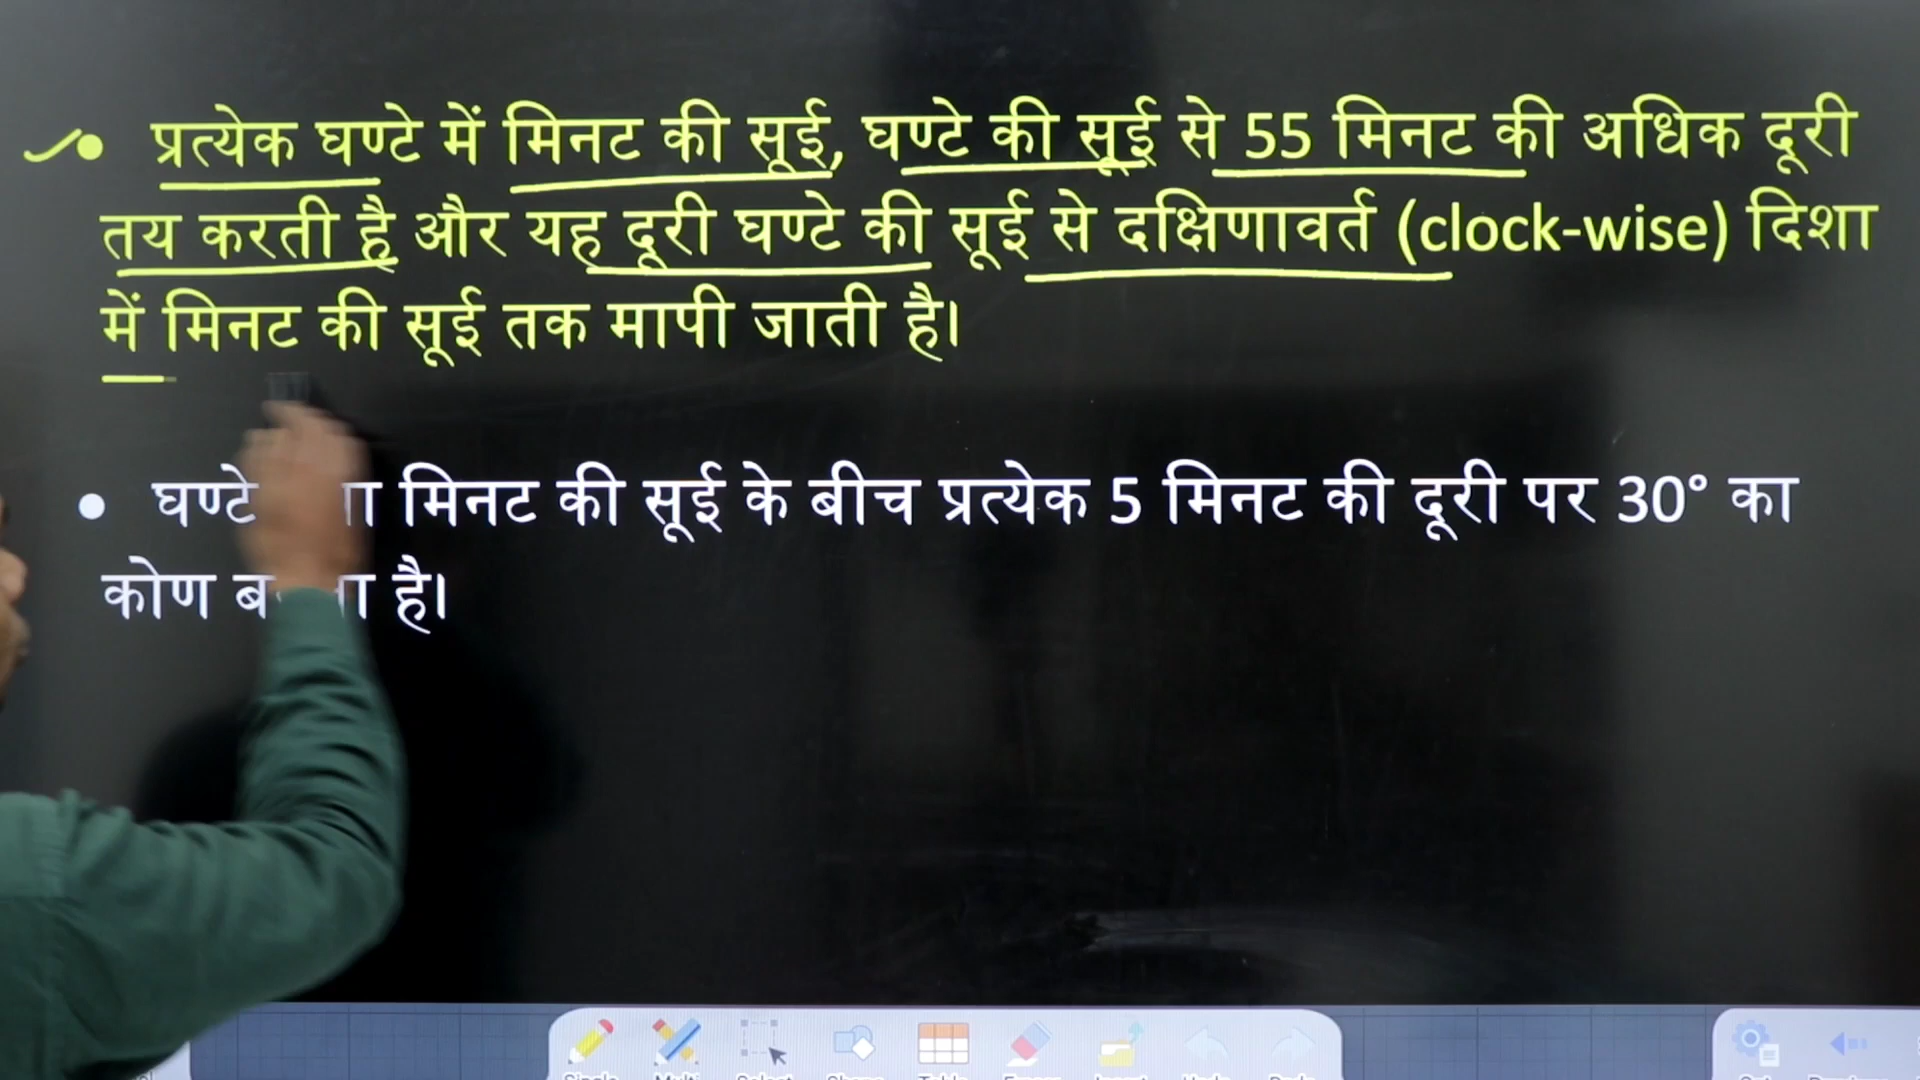 • प्रत्येक घण्टे में मिनट की सूई, घण्टे की सूई से 55 मिनट की अधिक दूरी
तय करती है और यह दूरी घण्टे की सूई से दक्षिणावर्त (clock-wise) दिशा
में मिनट की सूई तक मापी जाती है।
• घण्टे मिनट की सूई के बीच प्रत्येक 5 मिनट की दूरी पर 30° का
कोण है।